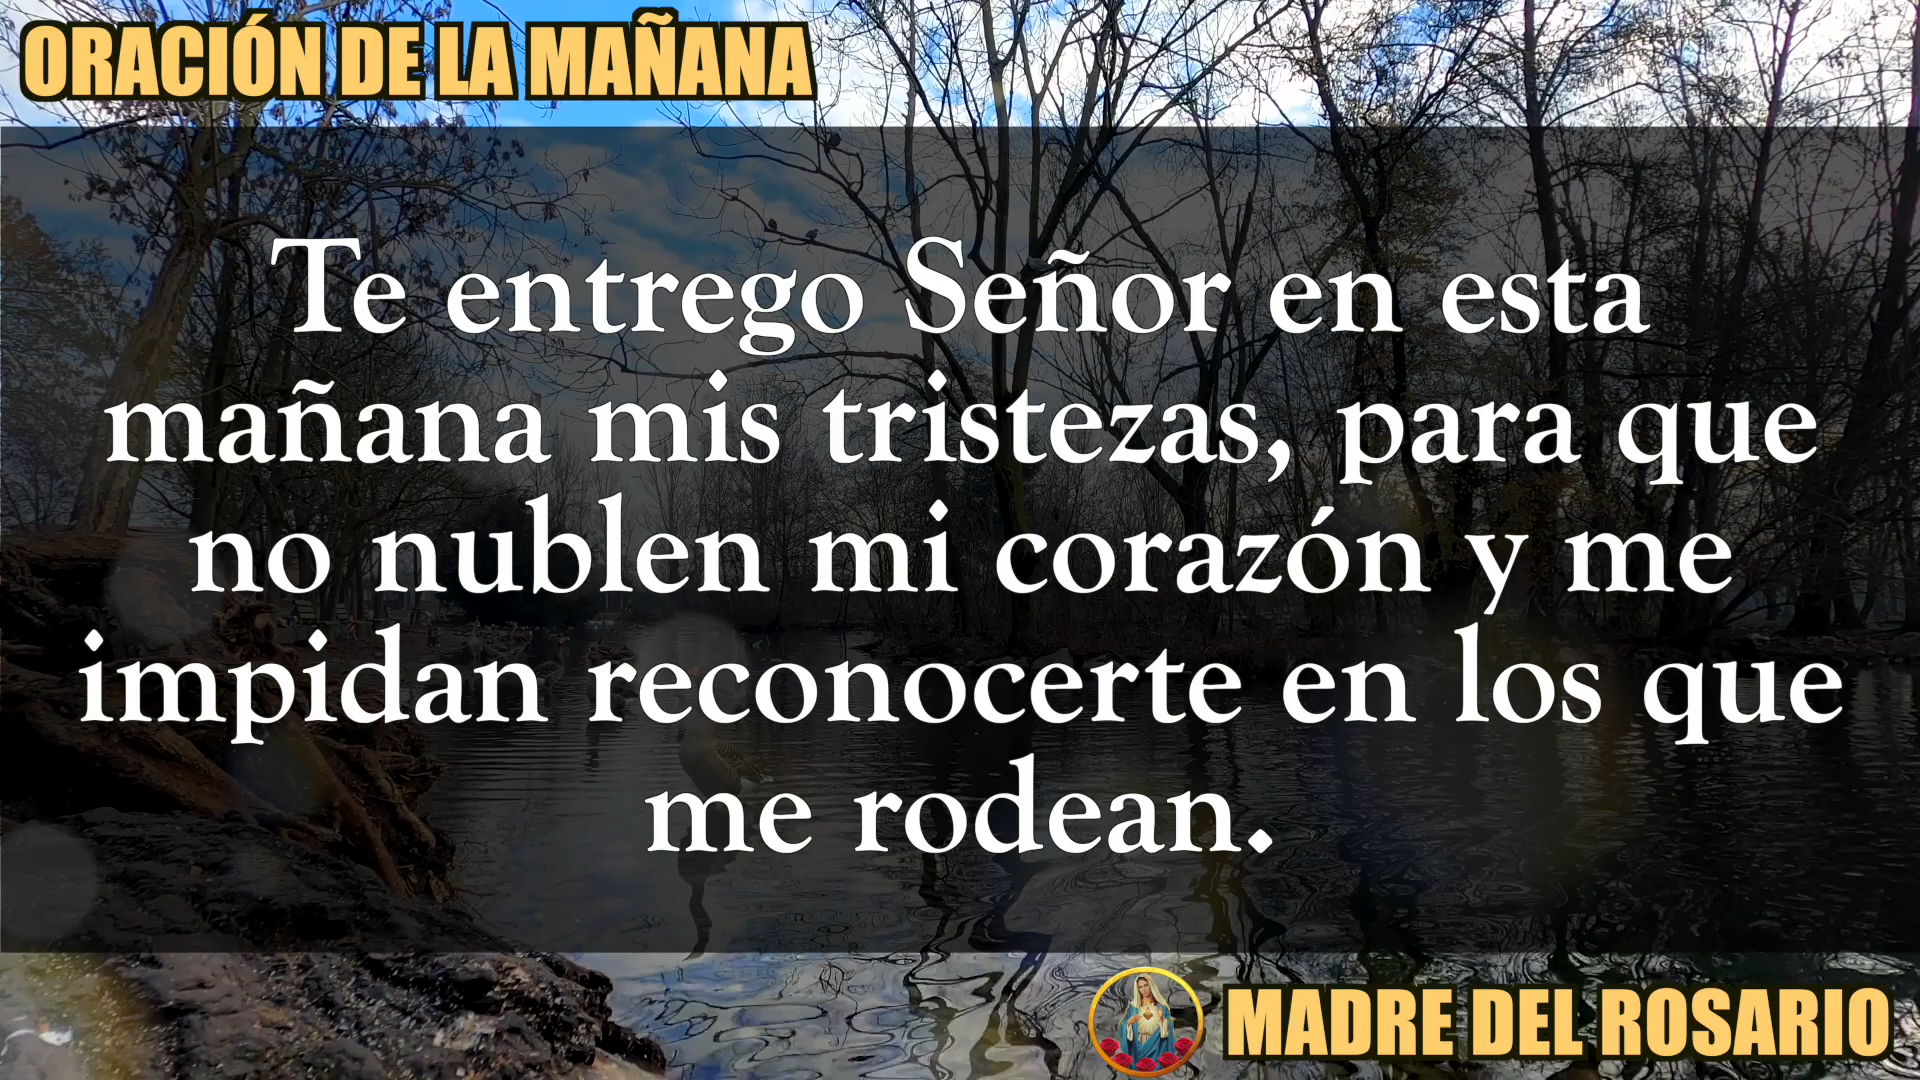 ORACIÓN DE LA MAÑANA
Te entrego Señor en esta
mañana mis tristezas, para que
no nublen mi corazón y me
impidan reconocerte en los que
me rodean.
MADRE DEL ROSARIO